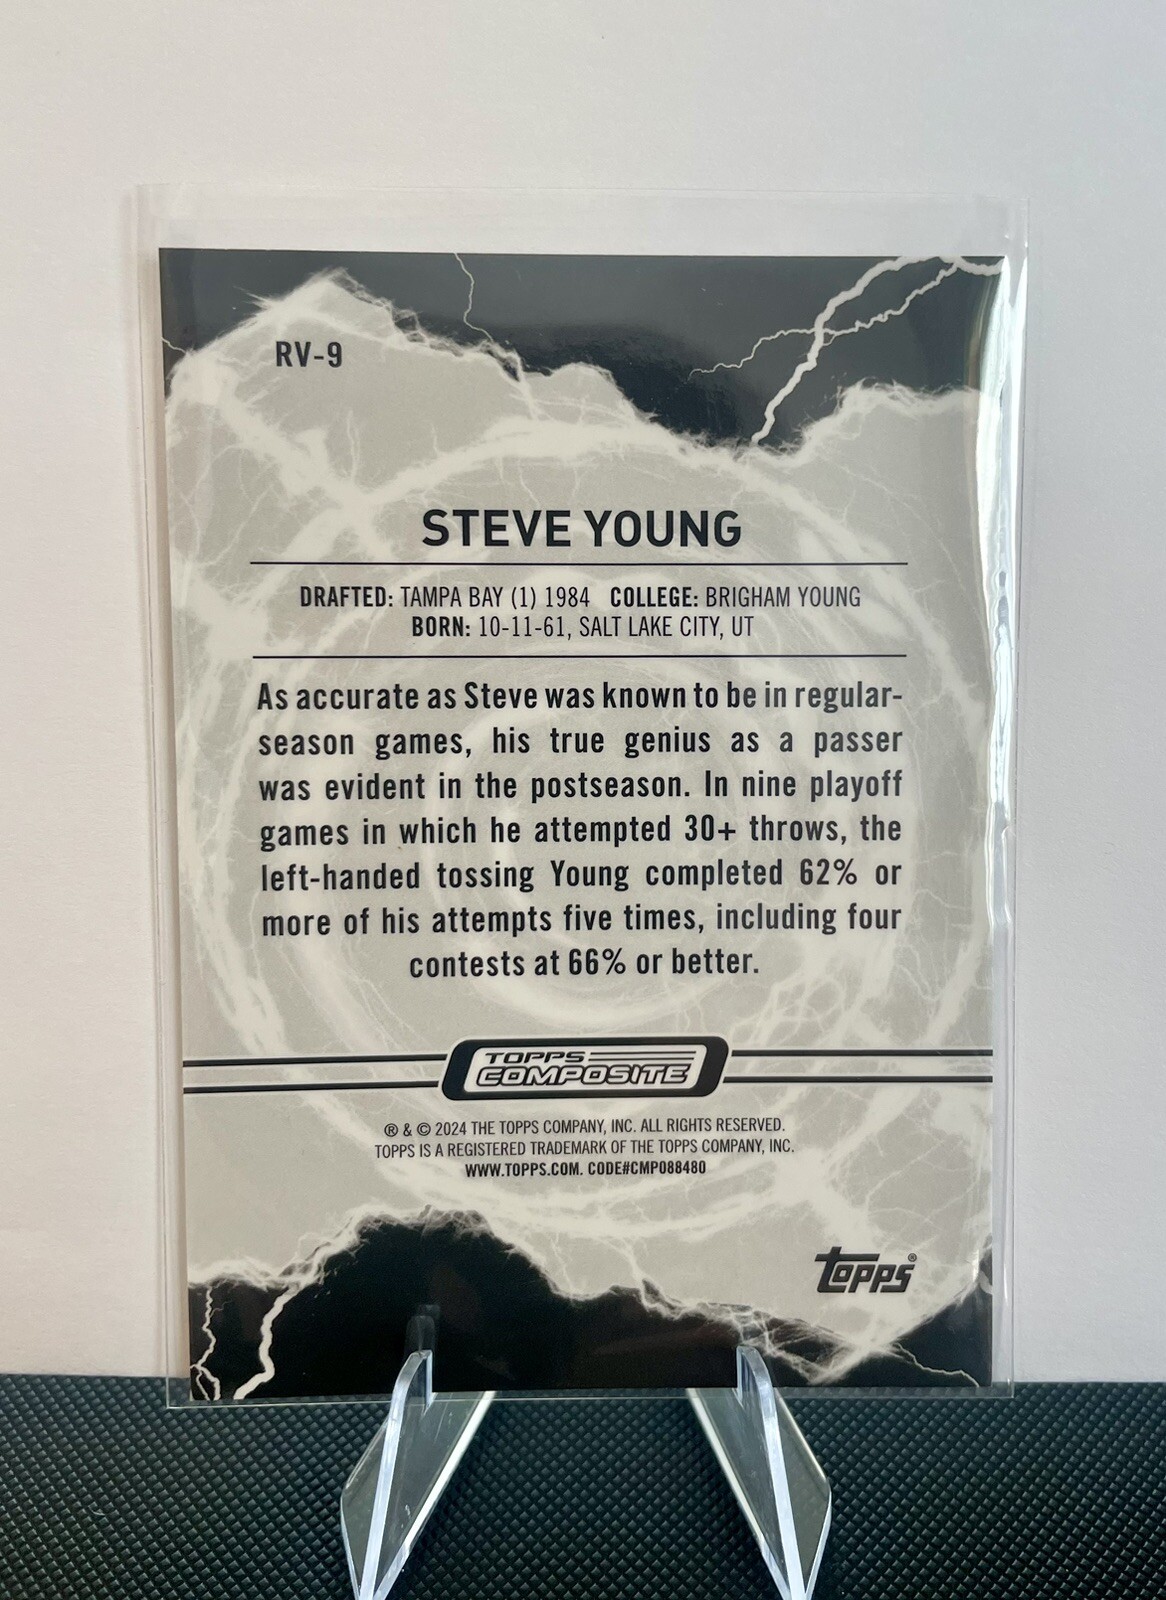 RV-9
STEVE YOUNG
DRAFTED: TAMPA BAY (1) 1984 COLLEGE: BRIGHAM YOUNG
BORN: 10-11-61, SALT LAKE CITY, UT
As accurate as Steve was known to be in regular-
season games, his true genius as a passer
was evident in the postseason. In nine playoff
games in which he attempted 30+ throws, the
left-handed tossing Young completed 62% or
more of his attempts five times, including four
contests at 66% or better.
TOPPS
COMPOSITE
® & © 2024 THE TOPPS COMPANY, INC. ALL RIGHTS RESERVED.
TOPPS IS A REGISTERED TRADEMARK OF THE TOPPS COMPANY, INC.
WWW.TOPPS.COM. CODE#CMP088480
topps®